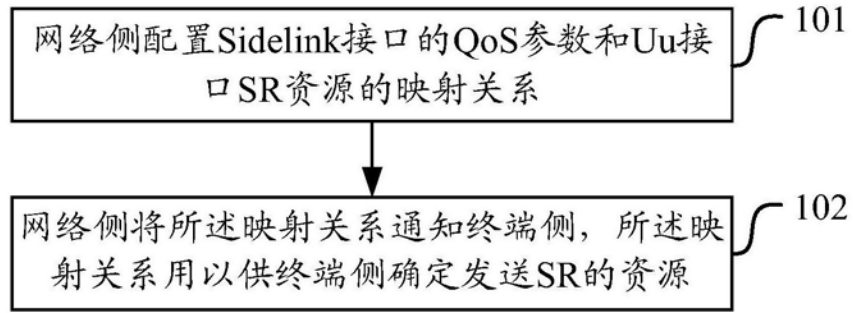 网络侧配置Sidelink接口的QoS参数和Uu接
口SR资源的映射关系
101
网络侧将所述映射关系通知终端侧，所述映
射关系用以供终端侧确定发送SR的资源
102